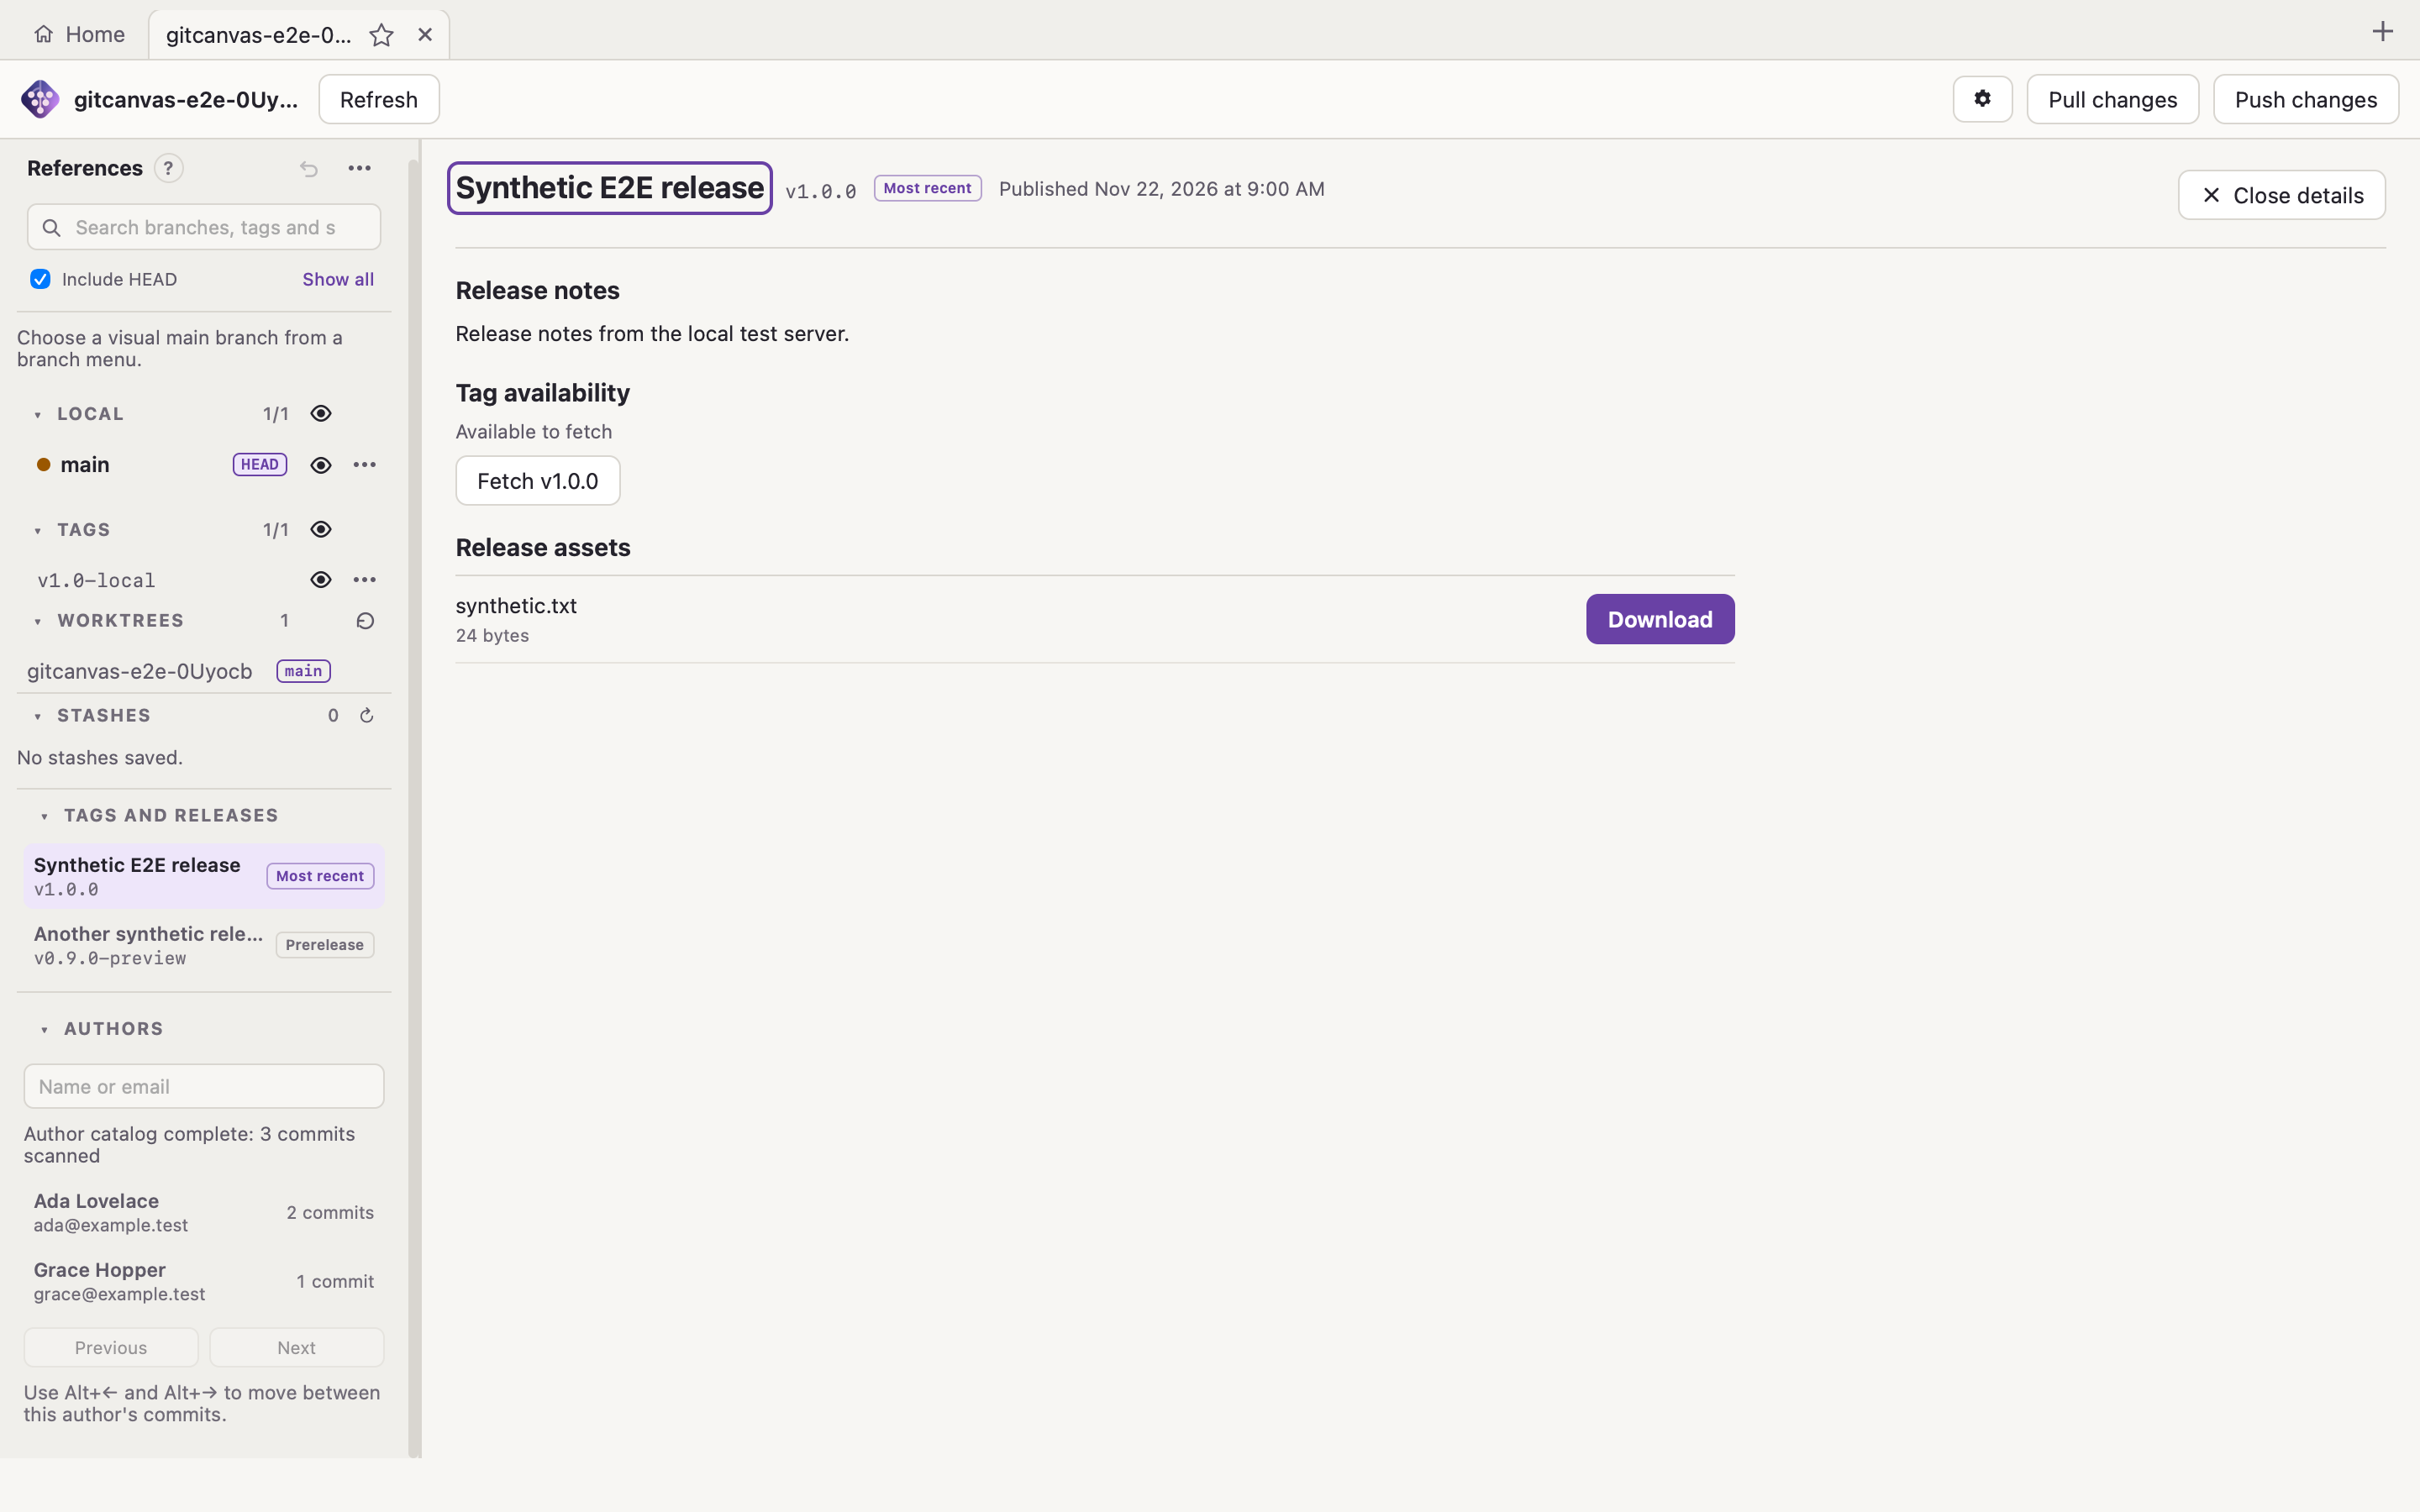 Home
gitcanvas-e2e-0...
gitcanvas-e2e-0Uy...
Refresh
Pull changes
Push changes
References
?
Search branches, tags and s
Include HEAD
Show all
Choose a visual main branch from a
branch menu.
LOCAL 1/1
main HEAD
TAGS 1/1
v1.0-local
WORKTREES 1
gitcanvas-e2e-0Uyocb main
STASHES 0
No stashes saved.
TAGS AND RELEASES
Synthetic E2E release
v1.0.0
Most recent
Another synthetic rele...
v0.9.0-preview
Prerelease
AUTHORS
Name or email
Author catalog complete: 3 commits
scanned
Ada Lovelace
ada@example.test
2 commits
Grace Hopper
grace@example.test
1 commit
Previous
Next
Use Alt+← and Alt+→ to move between
this author's commits.
Synthetic E2E release v1.0.0 Most recent Published Nov 22, 2026 at 9:00 AM
Close details
Release notes
Release notes from the local test server.
Tag availability
Available to fetch
Fetch v1.0.0
Release assets
synthetic.txt
24 bytes
Download